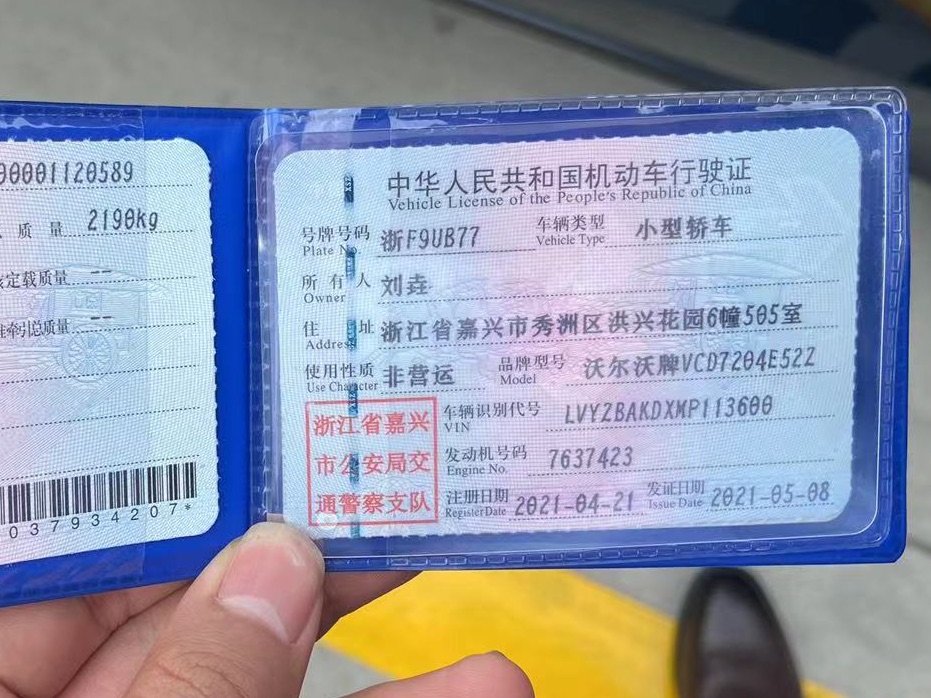 00001120589
质 量 2190kg
核定载质量 --
牵引总质量 --
037934207*
中华人民共和国机动车行驶证
Vehicle License of the People's Republic of China
号牌号码 浙F9UB77 车辆类型 小型轿车
Plate No. Vehicle Type
所 有 人 刘垚
Owner
住 址 浙江省嘉兴市秀洲区洪兴花园6幢505室
Address
使用性质 非营运 品牌型号 沃尔沃牌VCD7204E52Z
Use Character Model
浙江省嘉兴
市公安局交
通警察支队
车辆识别代号 LVYZBAKDXMP113600
VIN
发动机号码 7637423
Engine No.
注册日期 2021-04-21 发证日期 2021-05-08
Register Date Issue Date